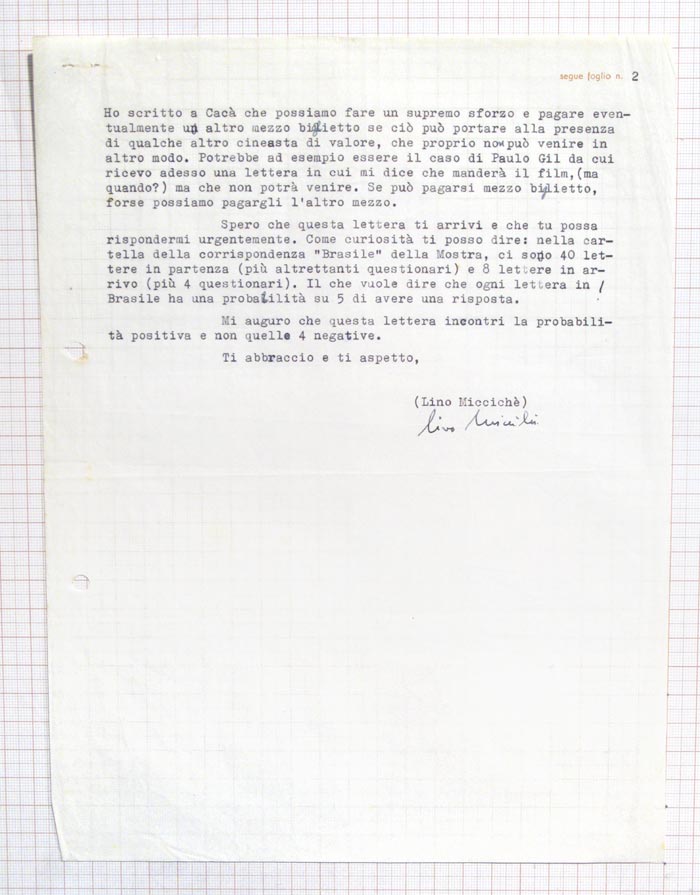 segue foglio n. 2
Ho scritto a Cacà che possiamo fare un supremo sforzo e pagare even-
tualmente un altro mezzo biglietto se ciò può portare alla presenza
di qualche altro cineasta di valore, che proprio non può venire in
altro modo. Potrebbe ad esempio essere il caso di Paulo Gil da cui
ricevo adesso una lettera in cui mi dice che manderà il film,(ma
quando?) ma che non potrà venire. Se può pagarsi mezzo biglietto,
forse possiamo pagargli l'altro mezzo.
Spero che questa lettera ti arrivi e che tu possa
rispondermi urgentemente. Come curiosità ti posso dire: nella car-
tella della corrispondenza "Brasile" della Mostra, ci sono 40 let-
tere in partenza (più altrettanti questionari) e 8 lettere in ar-
rivo (più 4 questionari). Il che vuole dire che ogni lettera in /
Brasile ha una probabilità su 5 di avere una risposta.
Mi auguro che questa lettera incontri la probabili-
tà positiva e non quelle 4 negative.
Ti abbraccio e ti aspetto,
(Lino Miccichè)
Lino Miccichè